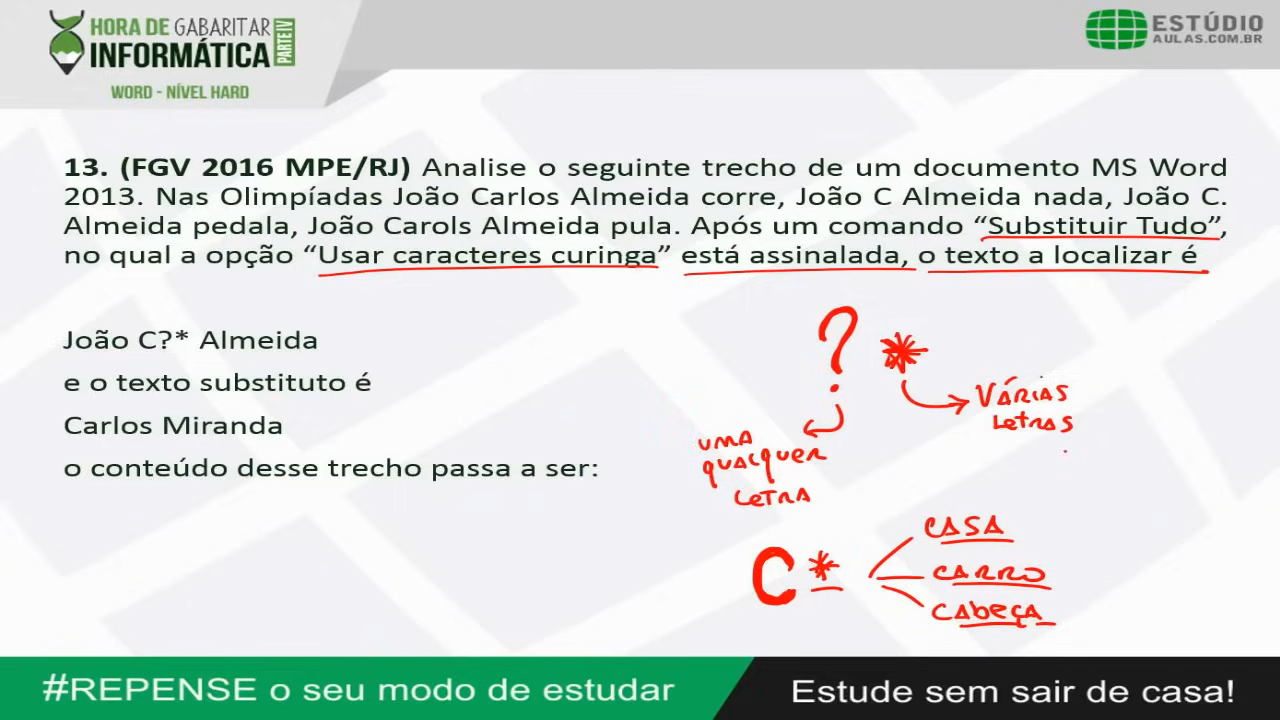 HORA DE GABARITAR
INFORMÁTICA
PARTE IV
WORD - NÍVEL HARD
ESTÚDIO
AULAS.COM.BR
13. (FGV 2016 MPE/RJ) Analise o seguinte trecho de um documento MS Word
2013. Nas Olimpíadas João Carlos Almeida corre, João C Almeida nada, João C.
Almeida pedala, João Carols Almeida pula. Após um comando “Substituir Tudo”,
no qual a opção “Usar caracteres curinga” está assinalada, o texto a localizar é
João C?* Almeida
e o texto substituto é
Carlos Miranda
o conteúdo desse trecho passa a ser:
? *
VÁRIAS
LETRAS
UMA
QUALQUER
LETRA
C*
CASA
CARRO
CABEÇA
#REPENSE o seu modo de estudar
Estude sem sair de casa!